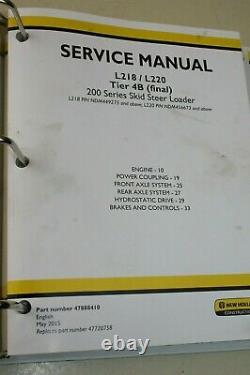 SERVICE MANUAL
L218 / L220
Tier 4B (final)
200 Series Skid Steer Loader
L218 PIN NDM449275 and above; L220 PIN NDM456673 and above
ENGINE - 10
POWER COUPLING - 19
FRONT AXLE SYSTEM - 25
REAR AXLE SYSTEM - 27
HYDROSTATIC DRIVE - 29
BRAKES AND CONTROLS - 33
Part number 47888410
English
May 2015
Replaces part number 47720758
NEW HOLLAND
CONSTRUCTION